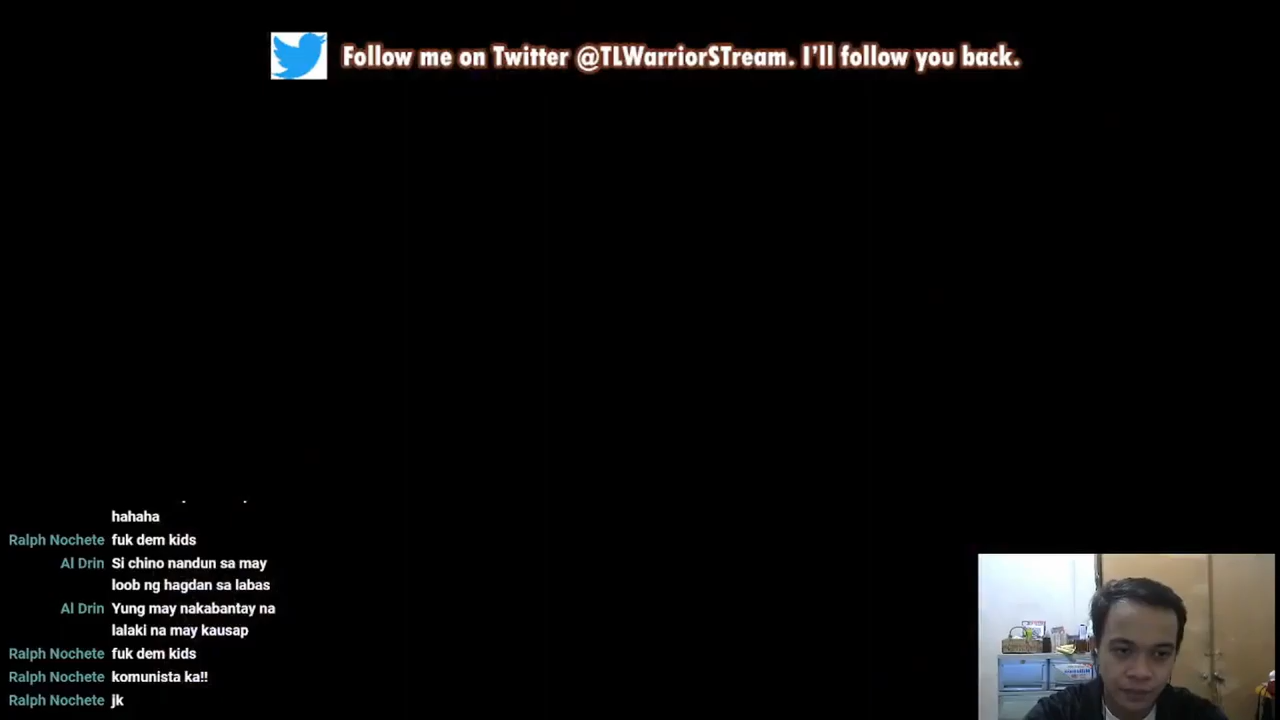 Follow me on Twitter @TLWarriorSTream. I'll follow you back.
hahaha
Ralph Nochete fuk dem kids
Al Drin Si chino nandun sa may
loob ng hagdan sa labas
Al Drin Yung may nakabantay na
lalaki na may kausap
Ralph Nochete fuk dem kids
Ralph Nochete komunista ka!!
Ralph Nochete jk